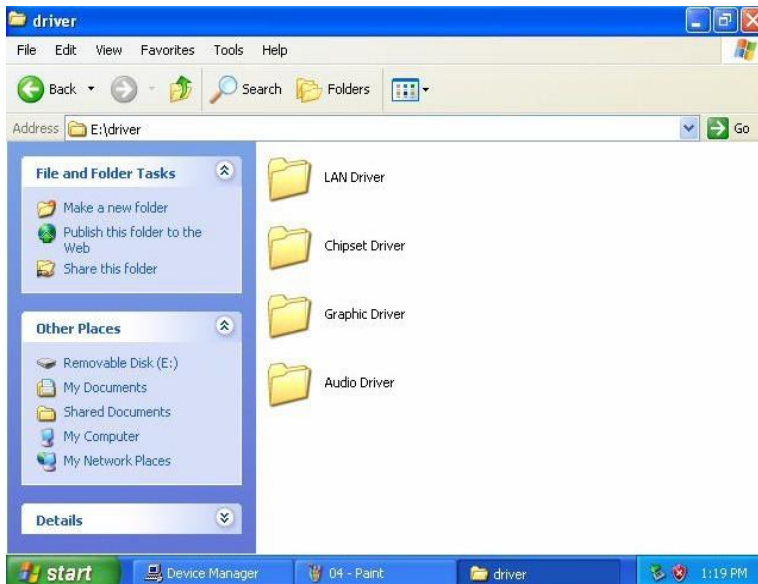 driver
File Edit View Favorites Tools Help
Back Search Folders
Address E:\driver Go
File and Folder Tasks
Make a new folder
Publish this folder to the
Web
Share this folder
Other Places
Removable Disk (E:)
My Documents
Shared Documents
My Computer
My Network Places
Details
LAN Driver
Chipset Driver
Graphic Driver
Audio Driver
start Device Manager 04 - Paint driver 1:19 PM